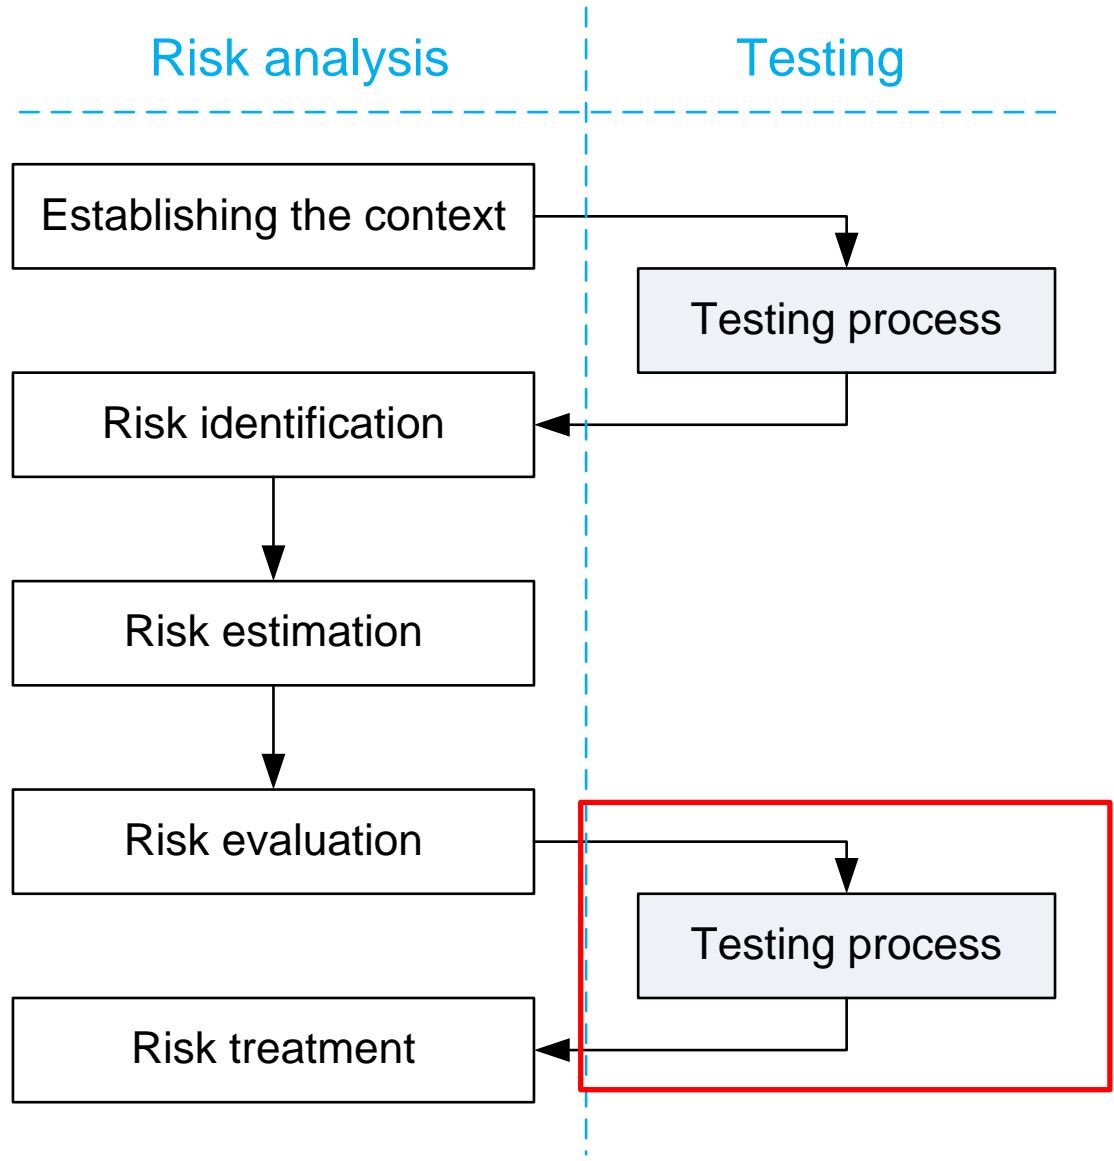 Risk analysis
Testing
Establishing the context
Testing process
Risk identification
Risk estimation
Risk evaluation
Testing process
Risk treatment